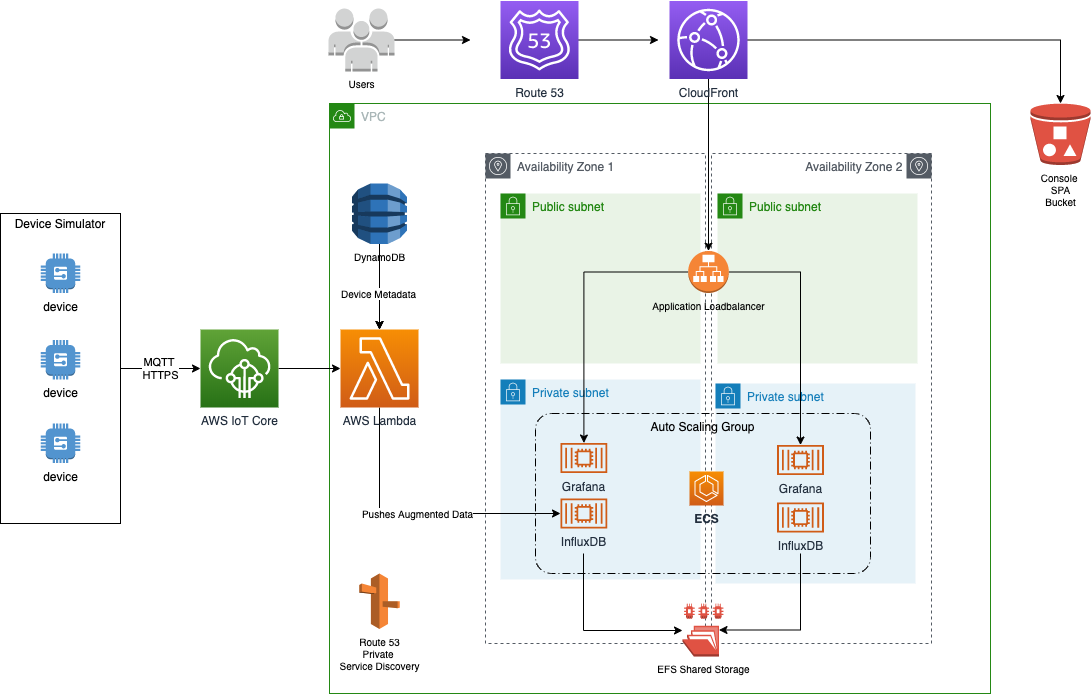 Users
53
Route 53
CloudFront
VPC
Console
SPA
Bucket
Availability Zone 1
Availability Zone 2
Public subnet
Public subnet
Device Simulator
device
device
device
MQTT
HTTPS
AWS IoT Core
DynamoDB
Device Metadata
AWS Lambda
Application Loadbalancer
Private subnet
Private subnet
Auto Scaling Group
Grafana
Grafana
ECS
Pushes Augmented Data
InfluxDB
InfluxDB
Route 53
Private
Service Discovery
EFS Shared Storage